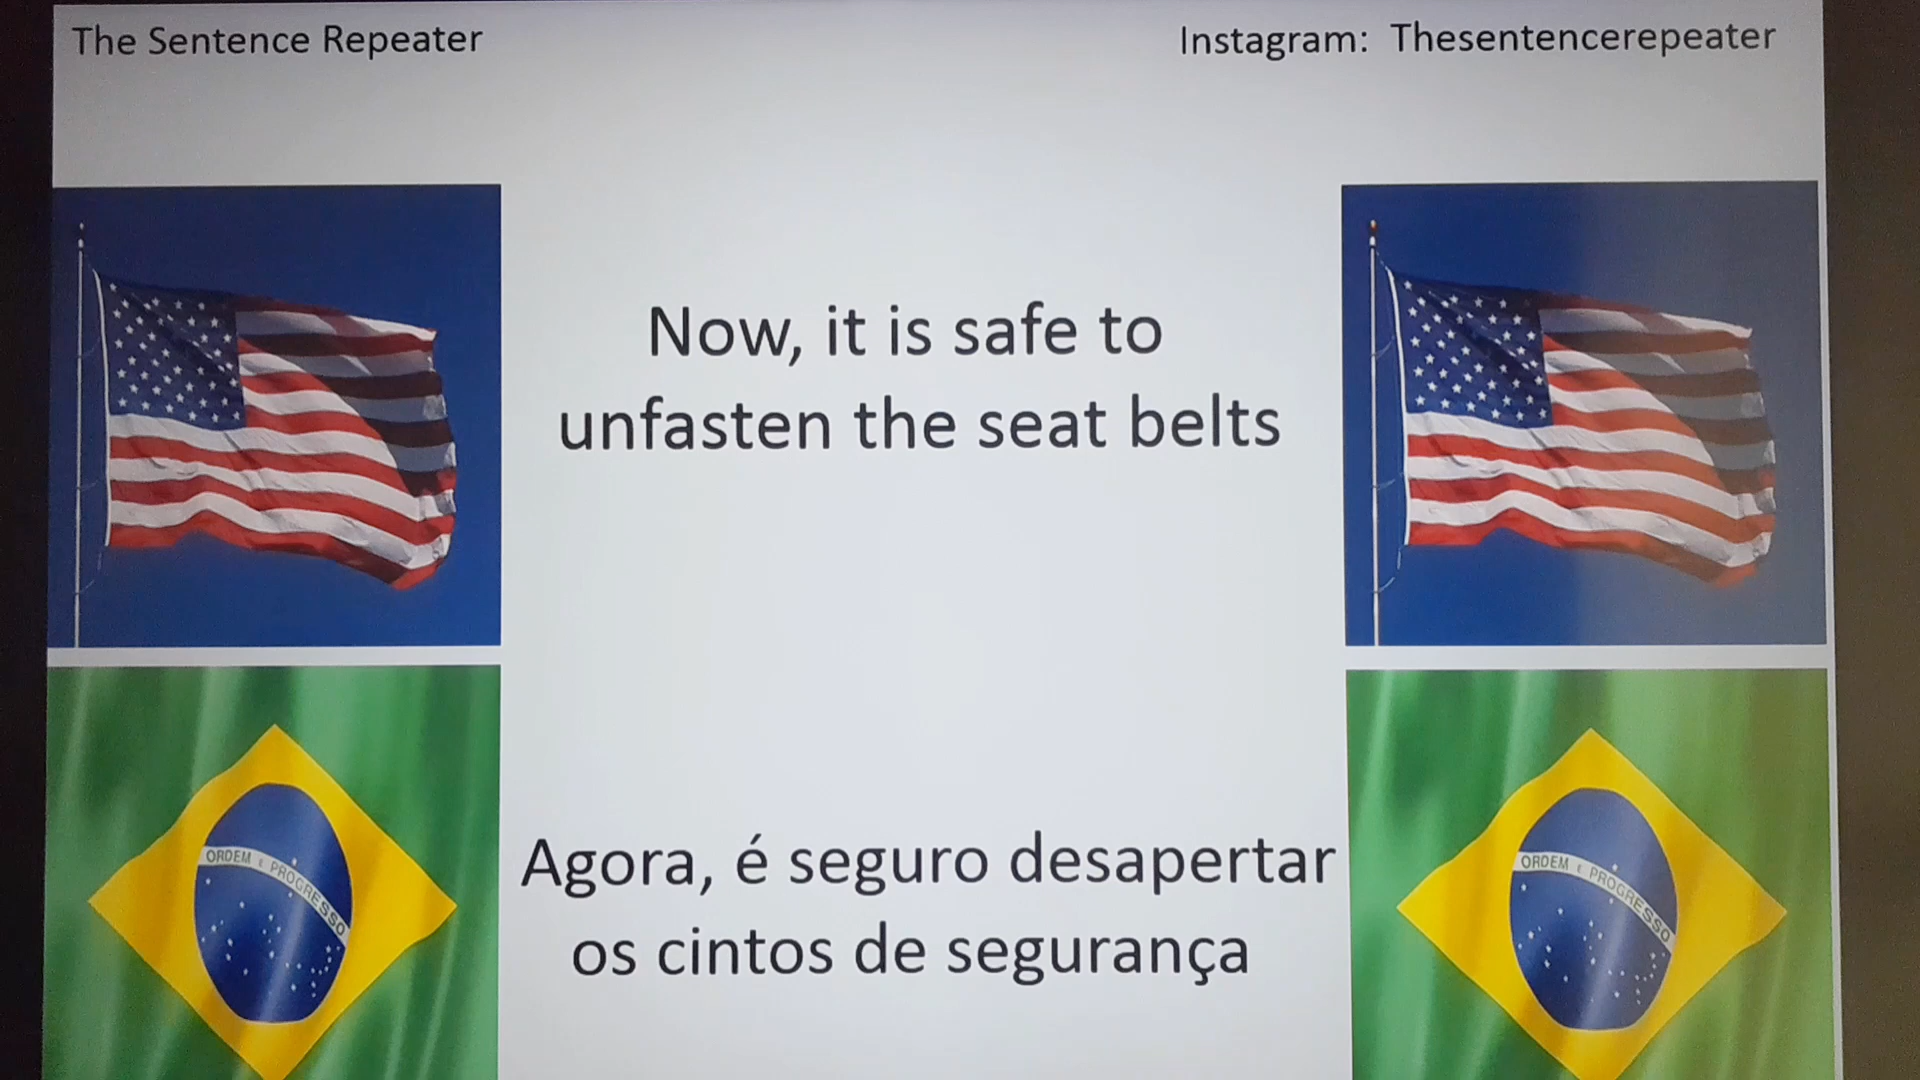 The Sentence Repeater
Instagram: Thesentencerepeater
Now, it is safe to
unfasten the seat belts
Agora, é seguro desapertar
os cintos de segurança
ORDEM E PROGRESSO
ORDEM E PROGRESSO